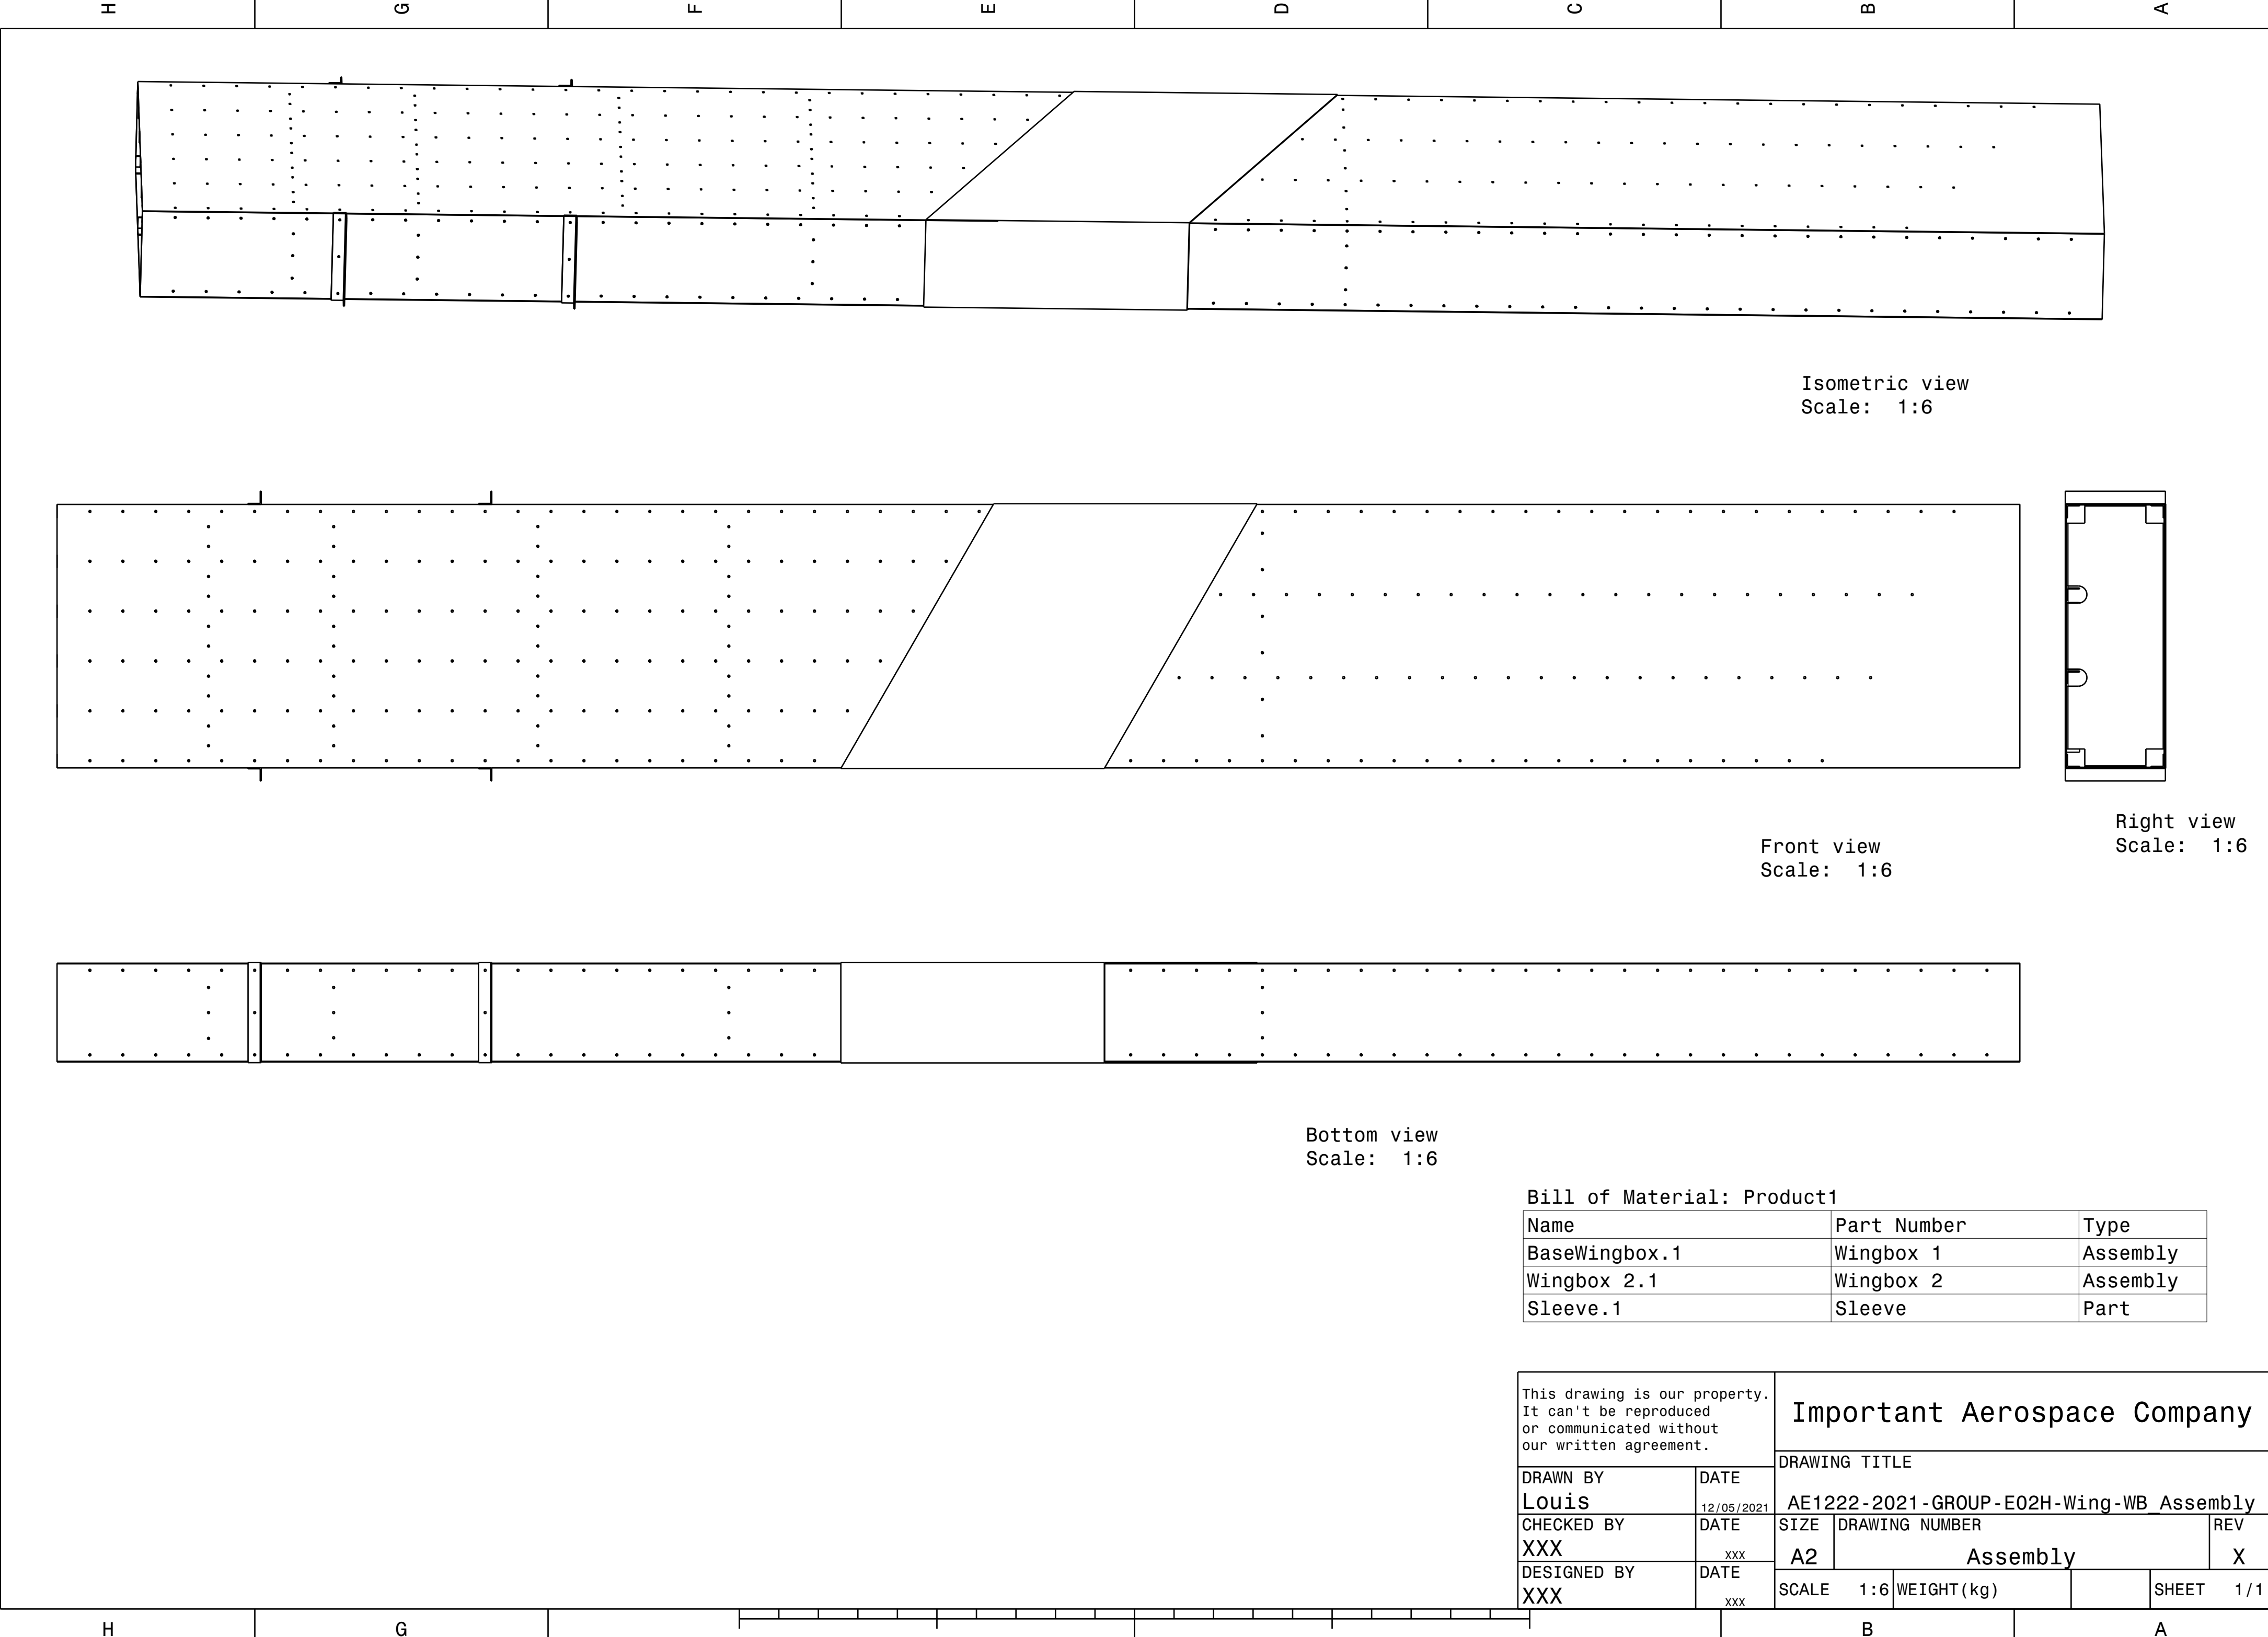 H G F E D C B A
Isometric view
Scale: 1:6
Right view
Scale: 1:6
Front view
Scale: 1:6
Bottom view
Scale: 1:6
Bill of Material: Product1
Name Part Number Type
BaseWingbox.1 Wingbox 1 Assembly
Wingbox 2.1 Wingbox 2 Assembly
Sleeve.1 Sleeve Part
This drawing is our property.
It can't be reproduced
or communicated without
our written agreement.
Important Aerospace Company
DRAWING TITLE
AE1222-2021-GROUP-E02H-Wing-WB_Assembly
DRAWN BY DATE
Louis 12/05/2021
CHECKED BY DATE
XXX XXX
DESIGNED BY DATE
XXX XXX
SIZE DRAWING NUMBER REV
A2 Assembly X
SCALE 1:6 WEIGHT(kg) SHEET 1/1
H G B A